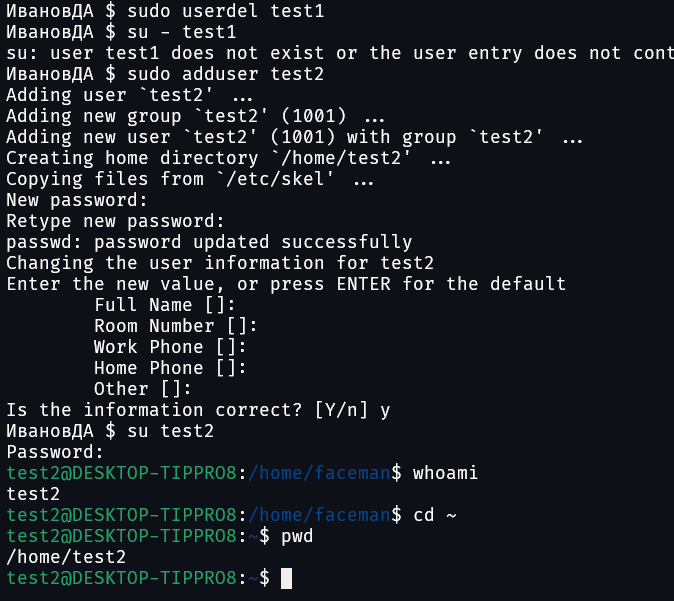 ИвановДА $ sudo userdel test1
ИвановДА $ su - test1
su: user test1 does not exist or the user entry does not cont
ИвановДА $ sudo adduser test2
Adding user `test2' ...
Adding new group `test2' (1001) ...
Adding new user `test2' (1001) with group `test2' ...
Creating home directory `/home/test2' ...
Copying files from `/etc/skel' ...
New password:
Retype new password:
passwd: password updated successfully
Changing the user information for test2
Enter the new value, or press ENTER for the default
Full Name []:
Room Number []:
Work Phone []:
Home Phone []:
Other []:
Is the information correct? [Y/n] y
ИвановДА $ su test2
Password:
test2@DESKTOP-TIPPRO8:/home/faceman$ whoami
test2
test2@DESKTOP-TIPPRO8:/home/faceman$ cd ~
test2@DESKTOP-TIPPRO8:~$ pwd
/home/test2
test2@DESKTOP-TIPPRO8:~$